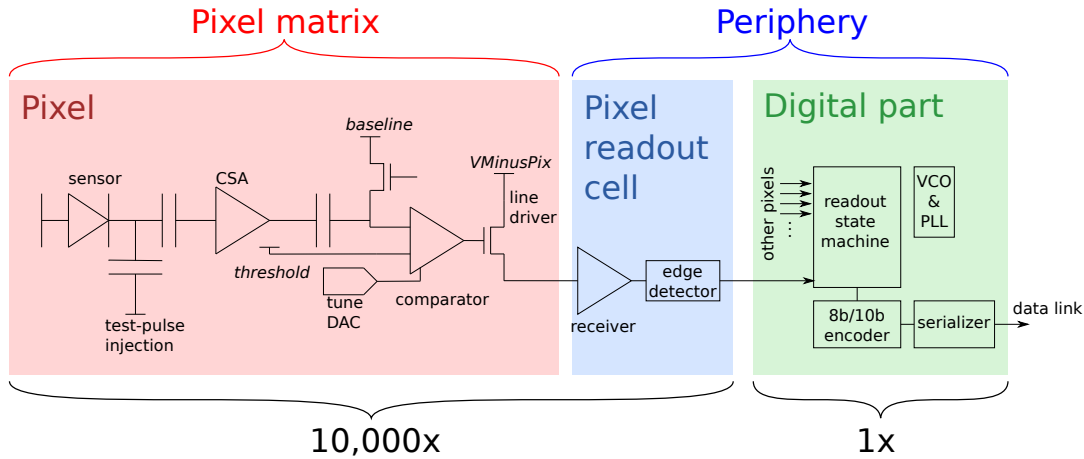 Pixel matrix
Periphery
Pixel
Pixel
readout
cell
Digital part
baseline
VMinusPix
line
driver
sensor
CSA
threshold
tune
DAC
comparator
test-pulse
injection
receiver
edge
detector
other pixels
...
readout
state
machine
VCO
&
PLL
8b/10b
encoder
serializer
data link
10,000x
1x